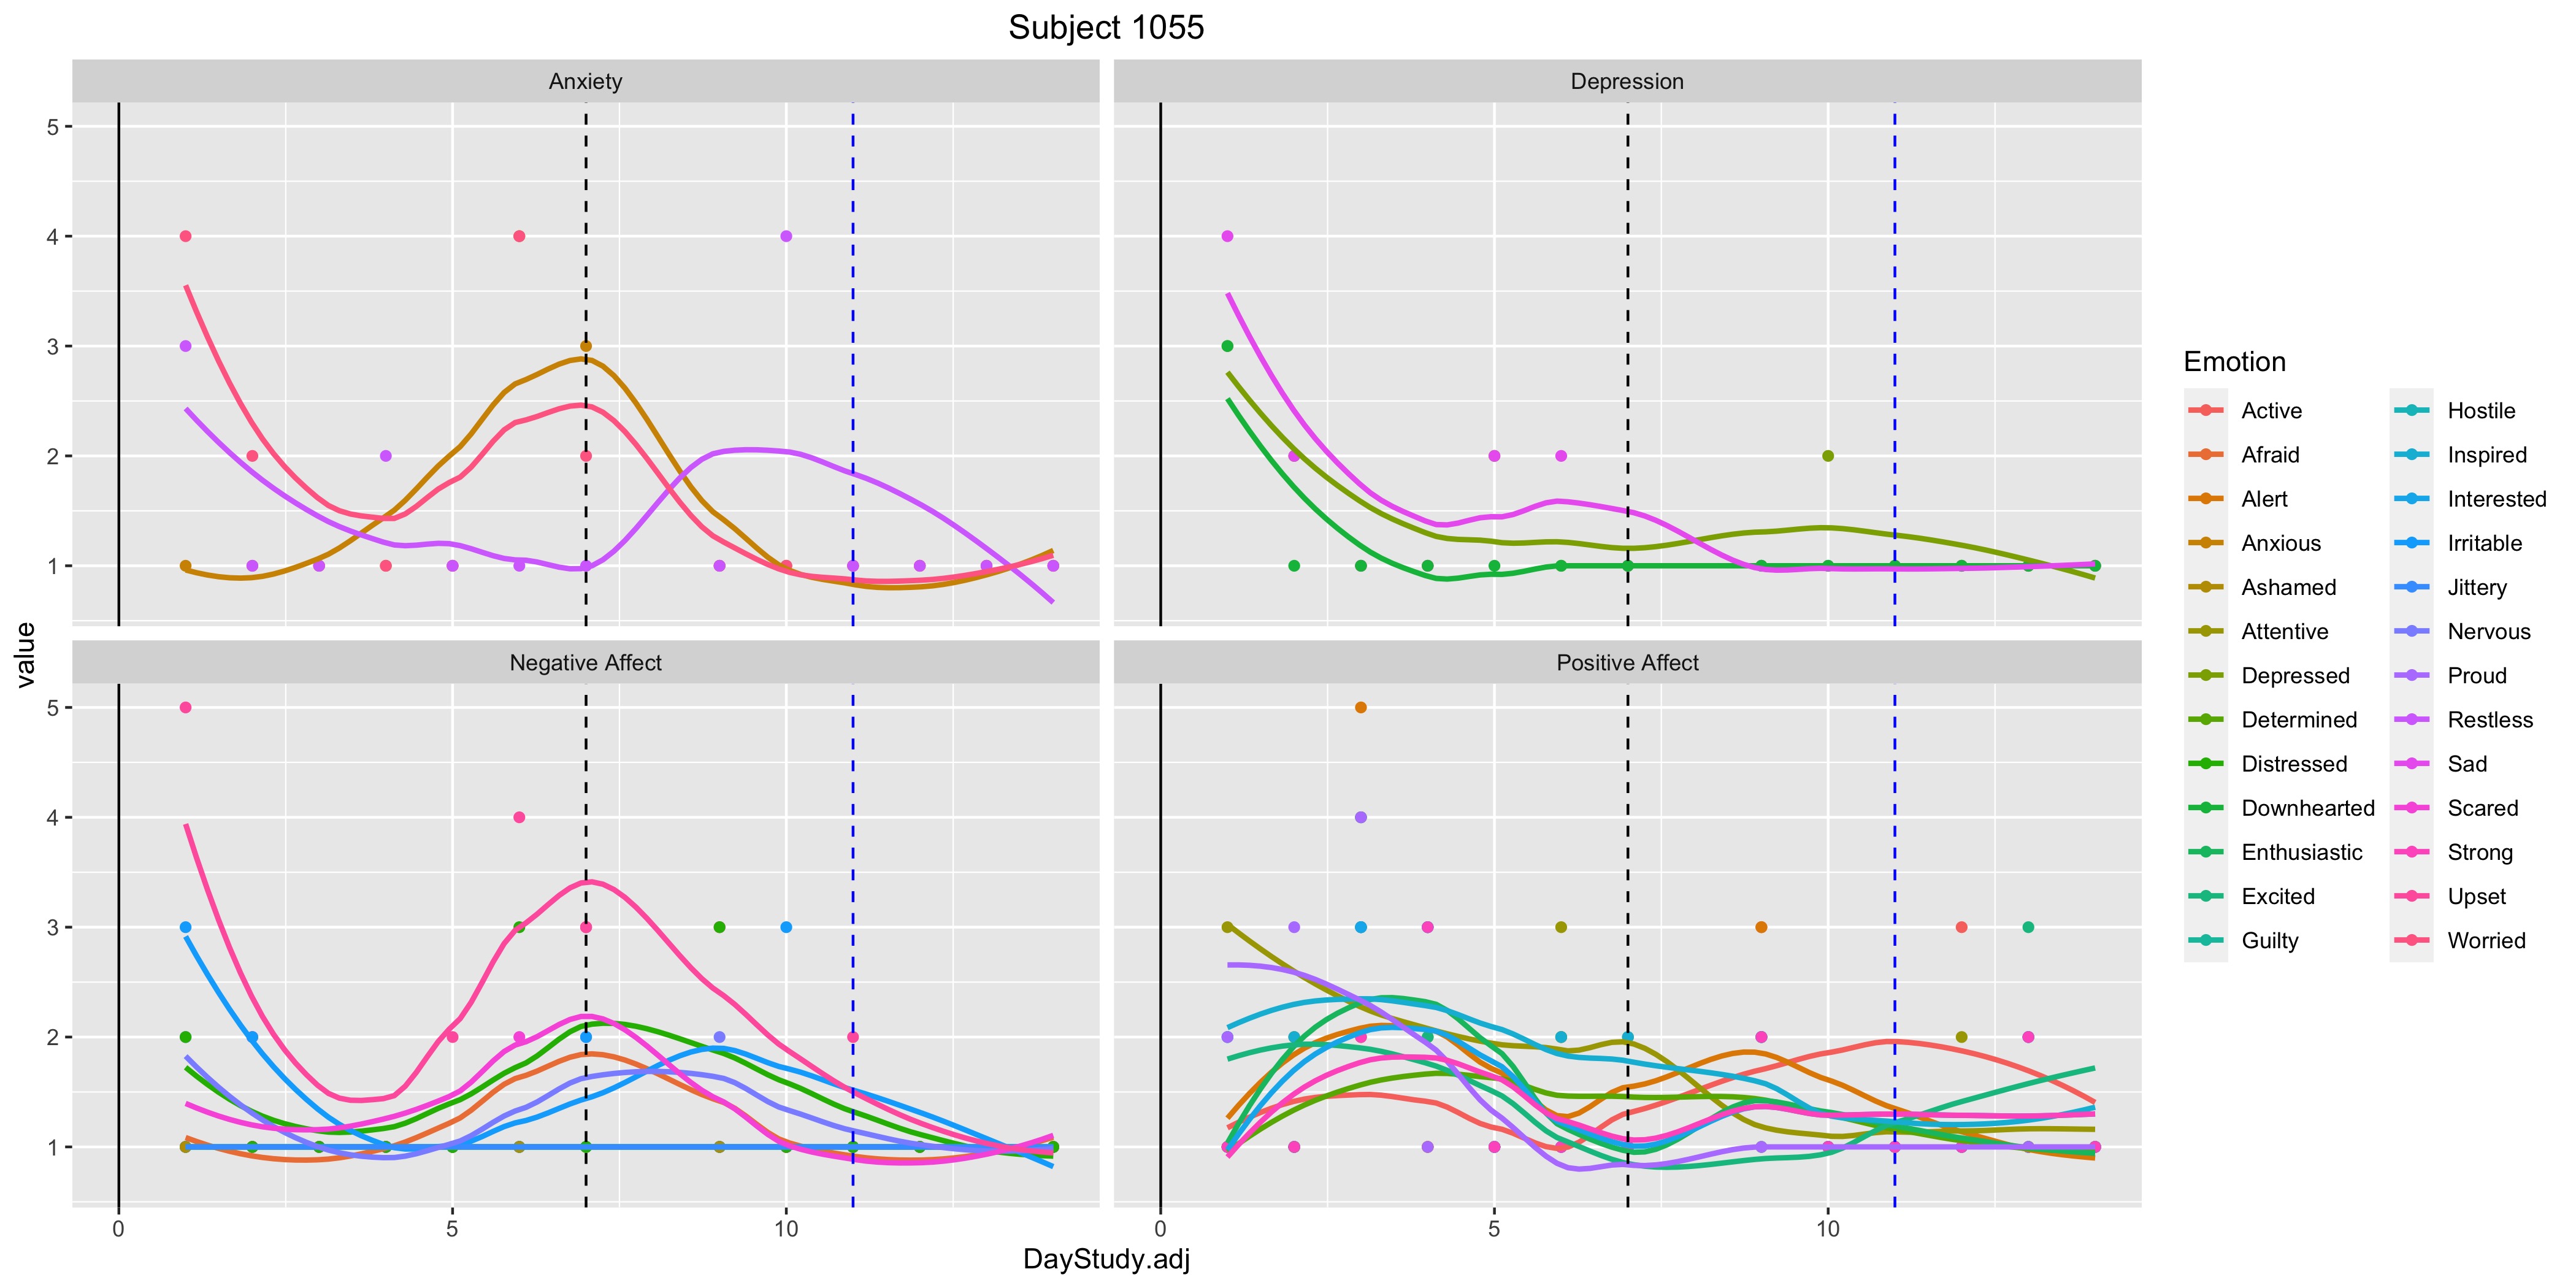 Subject 1055
Anxiety
Depression
5
4
3
2
1
Negative Affect
Positive Affect
5
4
3
2
1
0
5
10
0
5
10
value
DayStudy.adj
Emotion
Active
Afraid
Alert
Anxious
Ashamed
Attentive
Depressed
Determined
Distressed
Downhearted
Enthusiastic
Excited
Guilty
Hostile
Inspired
Interested
Irritable
Jittery
Nervous
Proud
Restless
Sad
Scared
Strong
Upset
Worried